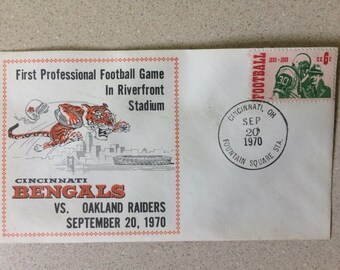 First Professional Football Game
In Riverfront
Stadium
CINCINNATI
BENGALS
VS. OAKLAND RAIDERS
SEPTEMBER 20, 1970
FOOTBALL
6¢
CINCINNATI, OH
SEP
20
1970
FOUNTAIN SQUARE STA.